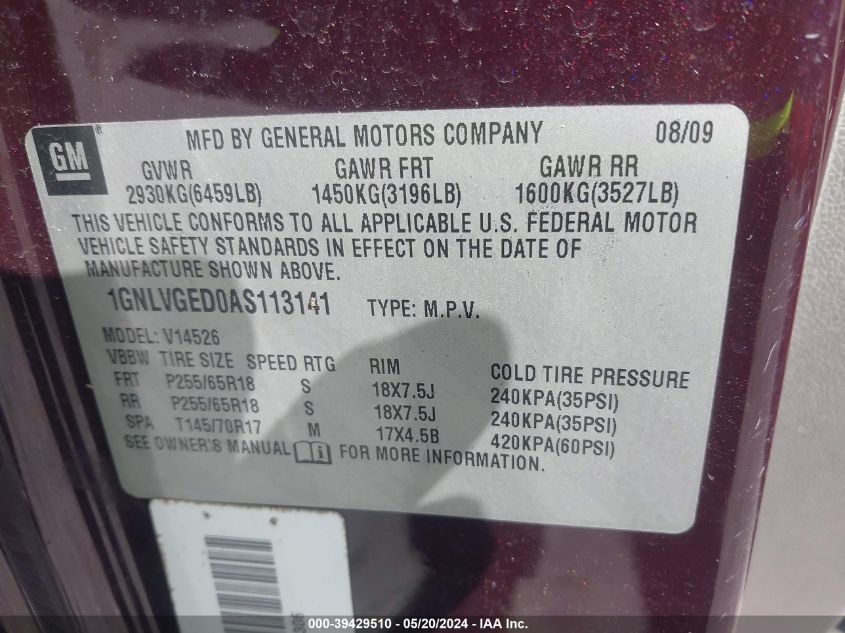 GM ®
MFD BY GENERAL MOTORS COMPANY 08/09
GVWR GAWR FRT GAWR RR
2930KG(6459LB) 1450KG(3196LB) 1600KG(3527LB)
THIS VEHICLE CONFORMS TO ALL APPLICABLE U.S. FEDERAL MOTOR
VEHICLE SAFETY STANDARDS IN EFFECT ON THE DATE OF
MANUFACTURE SHOWN ABOVE.
1GNLVGED0AS113141 TYPE: M.P.V.
MODEL: V14526
VBBW TIRE SIZE SPEED RTG RIM COLD TIRE PRESSURE
FRT P255/65R18 S 18X7.5J 240KPA(35PSI)
RR P255/65R18 S 18X7.5J 240KPA(35PSI)
SPA T145/70R17 M 17X4.5B 420KPA(60PSI)
SEE OWNER'S MANUAL FOR MORE INFORMATION.
000-39429510 - 05/20/2024 - IAA Inc.